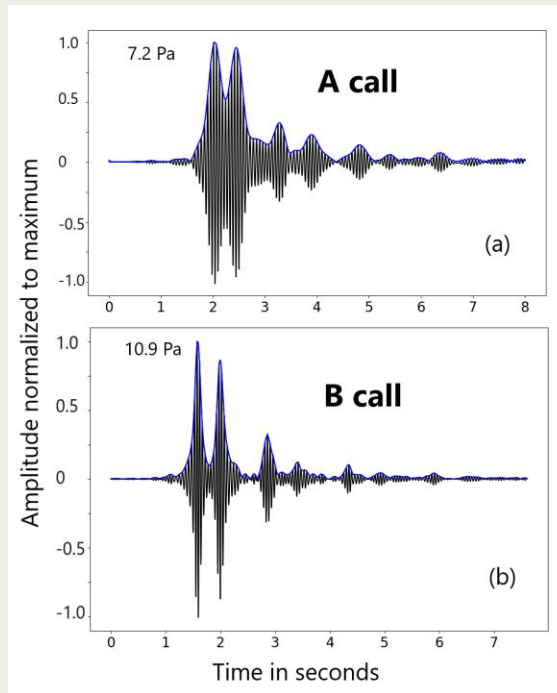 7.2 Pa
A call
1.0
0.5
0
-0.5
-1.0
(a)
0 1 2 3 4 5 6 7 8
10.9 Pa
B call
1.0
0.5
0
-0.5
-1.0
(b)
0 1 2 3 4 5 6 7
Amplitude normalized to maximum
Time in seconds